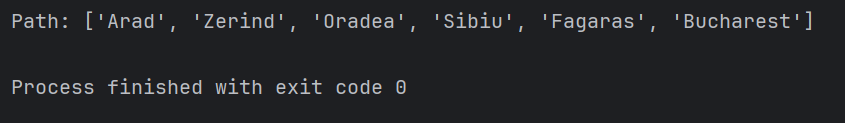 Path: ['Arad', 'Zerind', 'Oradea', 'Sibiu', 'Fagaras', 'Bucharest']
Process finished with exit code 0